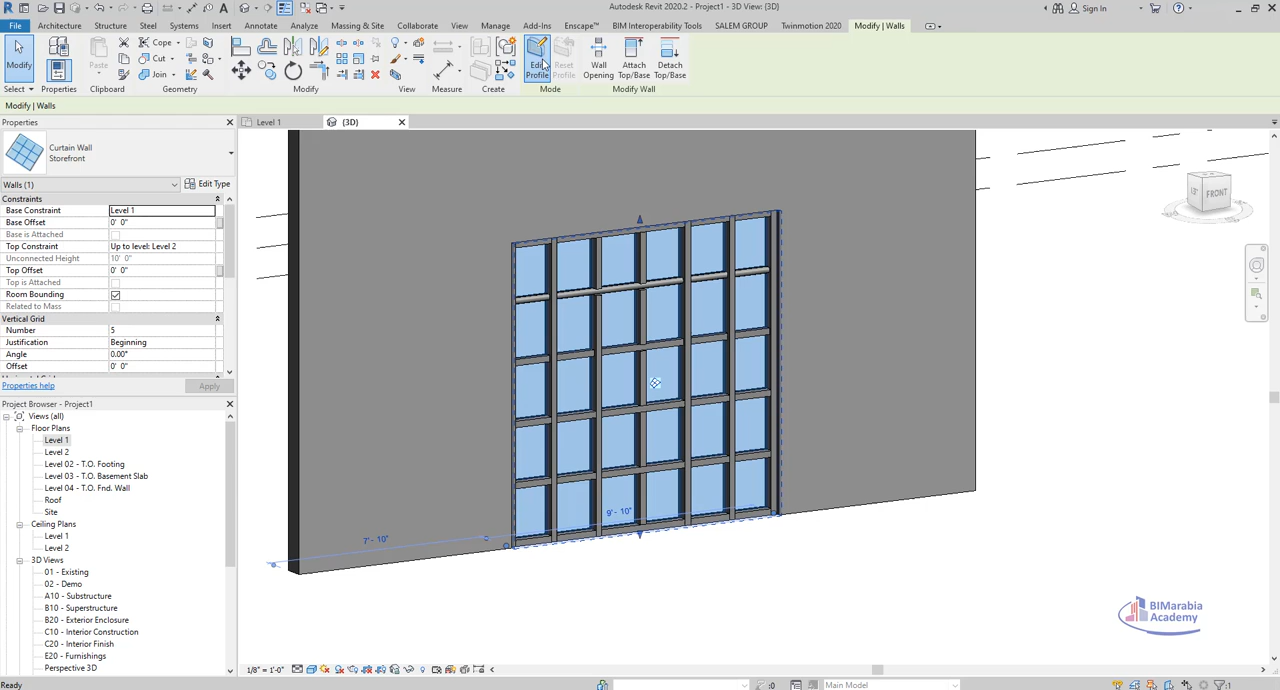 Autodesk Revit 2020.2 - Project1 - 3D View: {3D}
Sign In
File Architecture Structure Steel Systems Insert Annotate Analyze Massing & Site Collaborate View Manage Add-Ins Enscape™ BIM Interoperability Tools SALEM GROUP Twinmotion 2020 Modify | Walls
Modify Paste Cope Cut Join Edit Profile Reset Profile Wall Opening Attach Top/Base Detach Top/Base
Select Properties Clipboard Geometry Modify View Measure Create Mode Modify Wall
Modify | Walls
Properties
Level 1
{3D}
Curtain Wall
Storefront
Walls (1)
Edit Type
Constraints
Base Constraint Level 1
Base Offset 0' 0"
Base is Attached
Top Constraint Up to level: Level 2
Unconnected Height 10' 0"
Top Offset 0' 0"
Top is Attached
Room Bounding
Related to Mass
Vertical Grid
Number 5
Justification Beginning
Angle 0.00°
Offset 0' 0"
Properties help
Apply
Project Browser - Project1
Views (all)
Floor Plans
Level 1
Level 2
Level 02 - T.O. Footing
Level 03 - T.O. Basement Slab
Level 04 - T.O. Fnd. Wall
Roof
Site
Ceiling Plans
Level 1
Level 2
3D Views
01 - Existing
02 - Demo
A10 - Substructure
B10 - Superstructure
B20 - Exterior Enclosure
C10 - Interior Construction
C20 - Interior Finish
E20 - Furnishings
Perspective 3D
FRONT
7' - 10"
9' - 10"
BIMarabia
Academy
1/8" = 1'-0"
Ready
:0
Main Model
:1